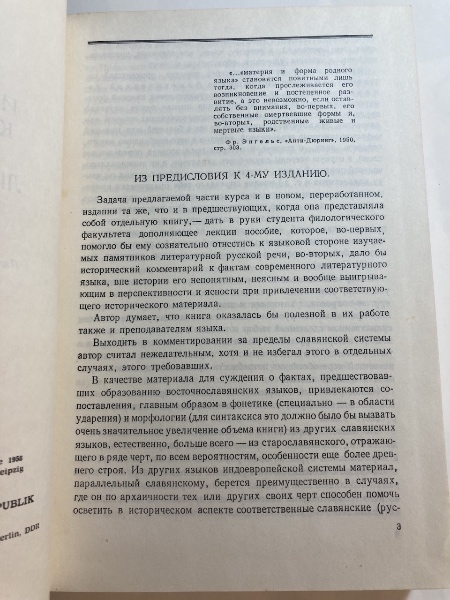 «...«материя и форма родного
языка» становятся понятными лишь
тогда, когда прослеживается его
возникновение и постепенное раз-
витие, а это невозможно, если остав-
лять без внимания, во-первых, его
собственные омертвевшие формы и,
во-вторых, родственные живые и
мертвые языки».
Фр. Энгельс, «Анти-Дюринг», 1950,
стр. 303.
ИЗ ПРЕДИСЛОВИЯ К 4-МУ ИЗДАНИЮ.
Задача предлагаемой части курса и в новом, переработанном,
издании та же, что и в предшествующих, когда она представляла
собой отдельную книгу,— дать в руки студента филологического
факультета дополняющее лекции пособие, которое, во-первых,
помогло бы ему сознательно отнестись к языковой стороне изучае-
мых памятников литературной русской речи, во-вторых, дало бы
исторический комментарий к фактам современного литературного
языка, вне истории его непонятным, неясным и вообще выигрываю-
щим в перспективности и ясности при привлечении соответствую-
щего исторического материала.
Автор думает, что книга оказалась бы полезной в их работе
также и преподавателям языка.
Выходить в комментировании за пределы славянской системы
автор считал нежелательным, хотя и не избегал этого в отдельных
случаях, этого требовавших.
В качестве материала для суждения о фактах, предшествовав-
ших образованию восточнославянских языков, привлекаются со-
поставления, главным образом в фонетике (специально — в области
ударения) и морфологии (для синтаксиса это должно было бы вызвать
очень значительное увеличение объема книги) из других славянских
языков, естественно, больше всего — из старославянского, отражаю-
щего в ряде черт, по всем вероятностям, особенности еще более древ-
него строя. Из других языков индоевропейской системы материал,
параллельный славянскому, берется преимущественно в случаях,
где он по архаичности тех или других своих черт способен помочь
осветить в историческом аспекте соответственные славянские (рус-
3
1956
eipzig
PUBLIK
erlin, DDR